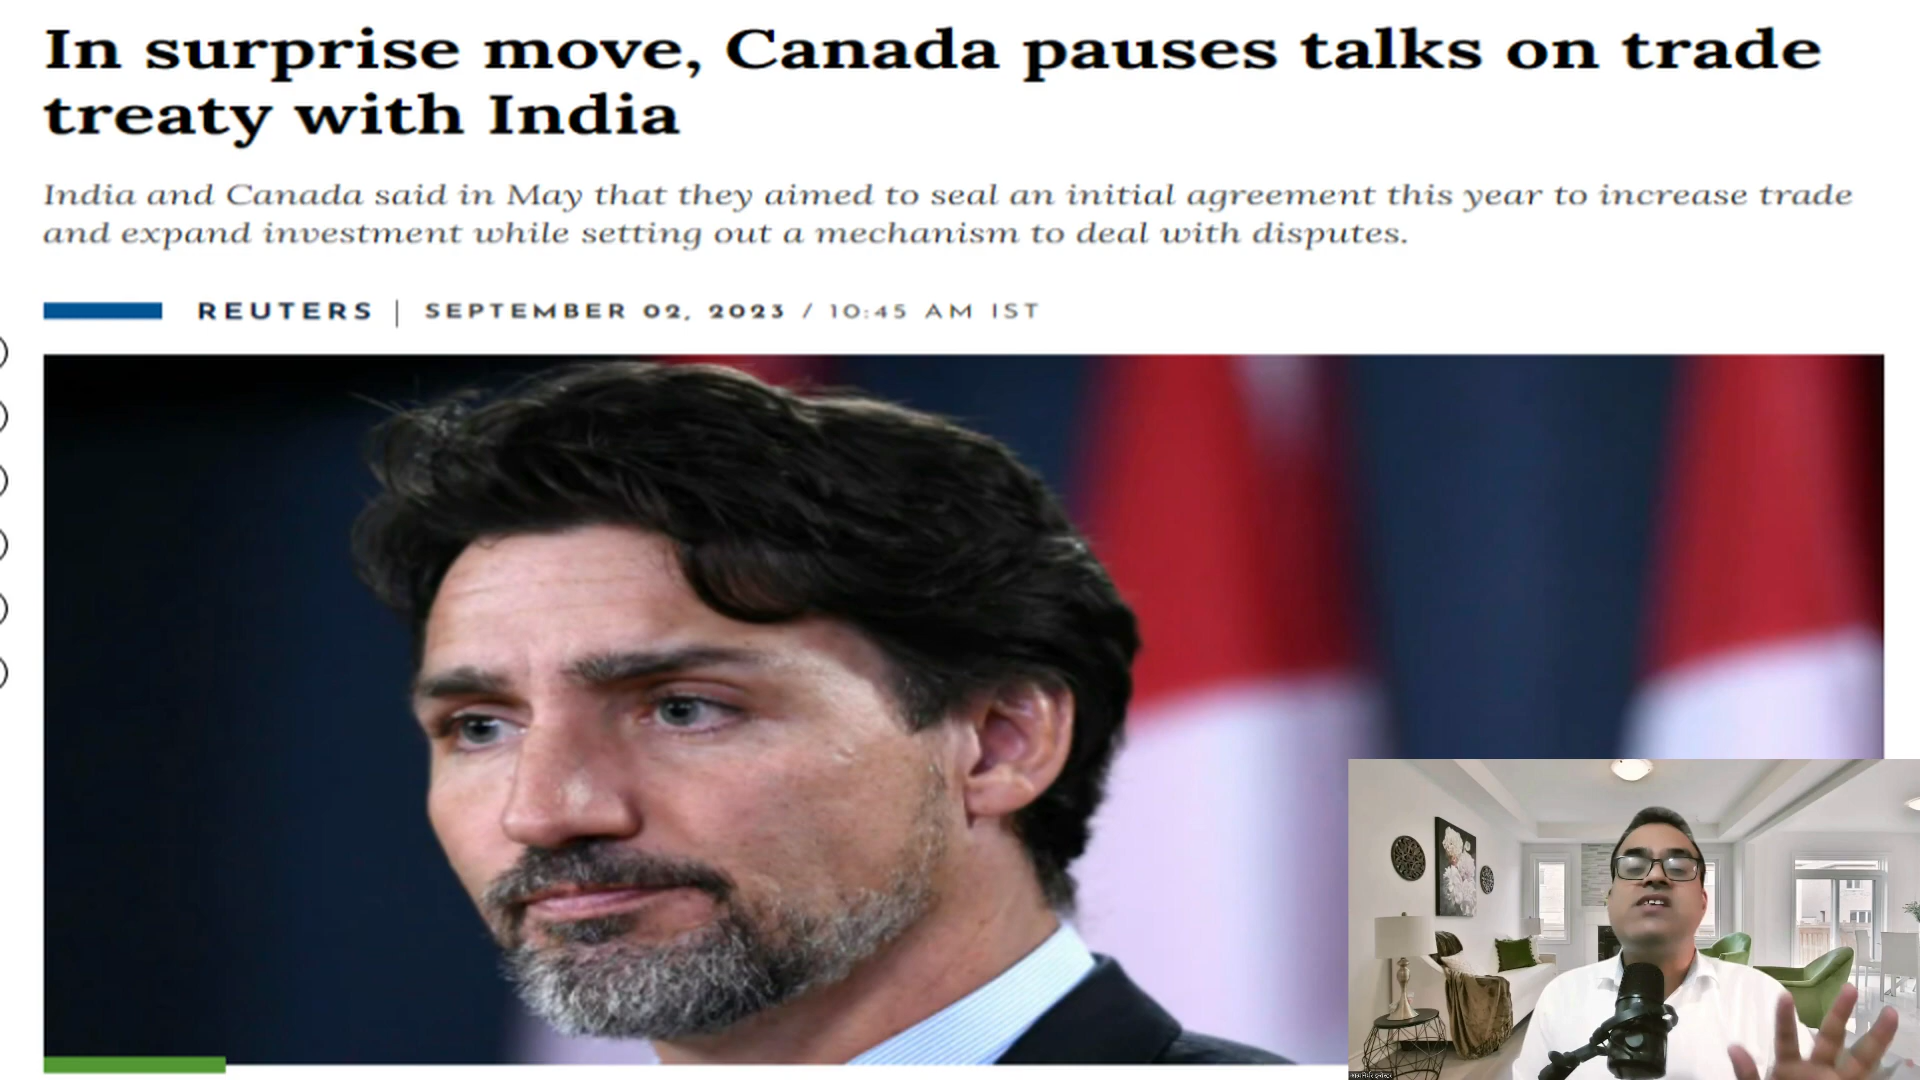 In surprise move, Canada pauses talks on trade
treaty with India
India and Canada said in May that they aimed to seal an initial agreement this year to increase trade
and expand investment while setting out a mechanism to deal with disputes.
REUTERS | SEPTEMBER 02, 2023 / 10:45 AM IST